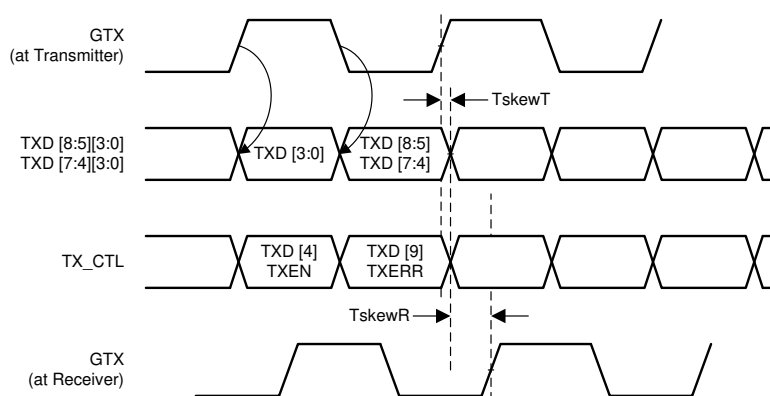 GTX
(at Transmitter)
TskewT
TXD [8:5][3:0]
TXD [7:4][3:0]
TXD [3:0]
TXD [8:5]
TXD [7:4]
TX_CTL
TXD [4]
TXEN
TXD [9]
TXERR
TskewR
GTX
(at Receiver)